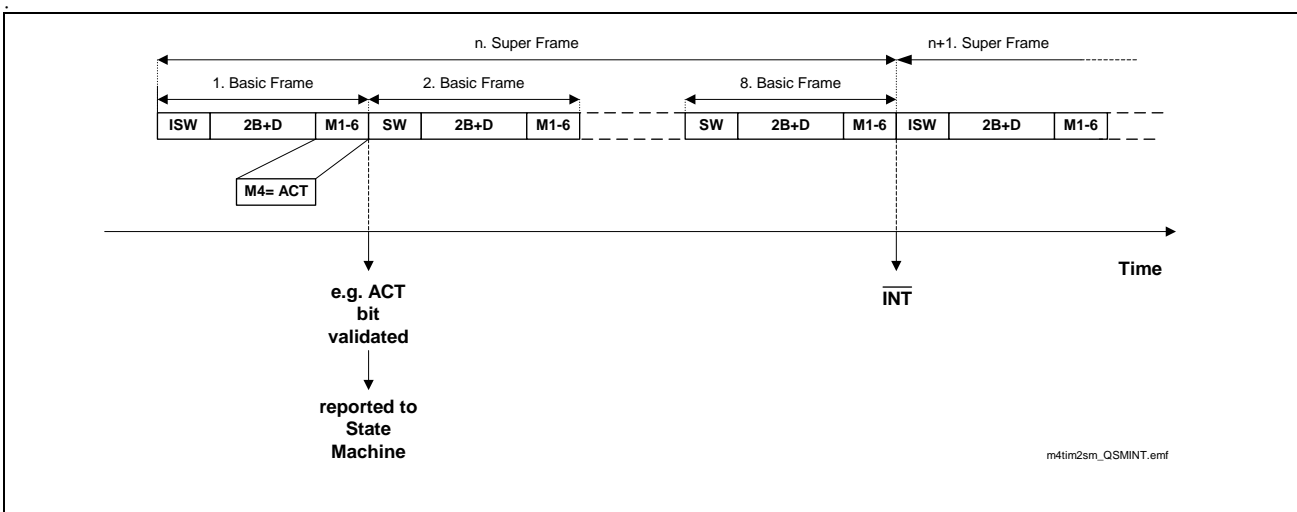 .
n. Super Frame
n+1. Super Frame
1. Basic Frame
2. Basic Frame
8. Basic Frame
ISW 2B+D M1-6 SW 2B+D M1-6 SW 2B+D M1-6 ISW 2B+D M1-6
M4= ACT
Time
e.g. ACT
bit
validated
INT
reported to
State
Machine
m4tim2sm_QSMINT.emf